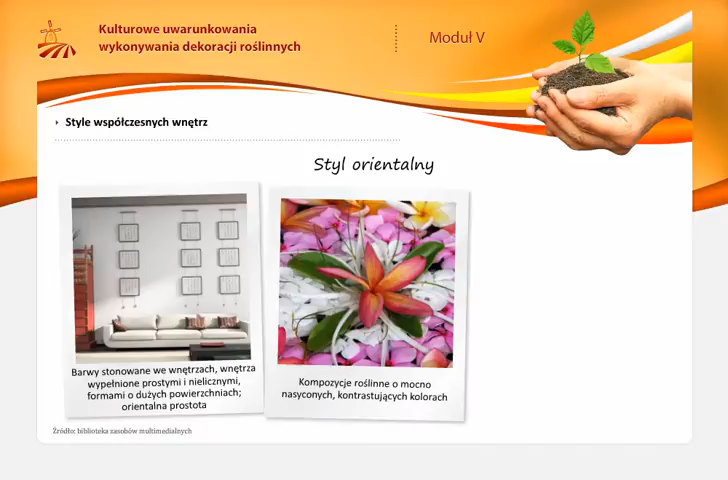 Kulturowe uwarunkowania
wykonywania dekoracji roślinnych
Moduł V
Style współczesnych wnętrz
Styl orientalny
Barwy stonowane we wnętrzach, wnętrza
wypełnione prostymi i nielicznymi,
formami o dużych powierzchniach;
orientalna prostota
Kompozycje roślinne o mocno
nasyconych, kontrastujących kolorach
Źródło: biblioteka zasobów multimedialnych